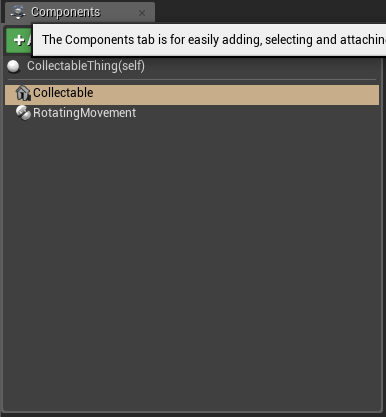 Components
The Components tab is for easily adding, selecting and attachin
CollectableThing(self)
Collectable
RotatingMovement